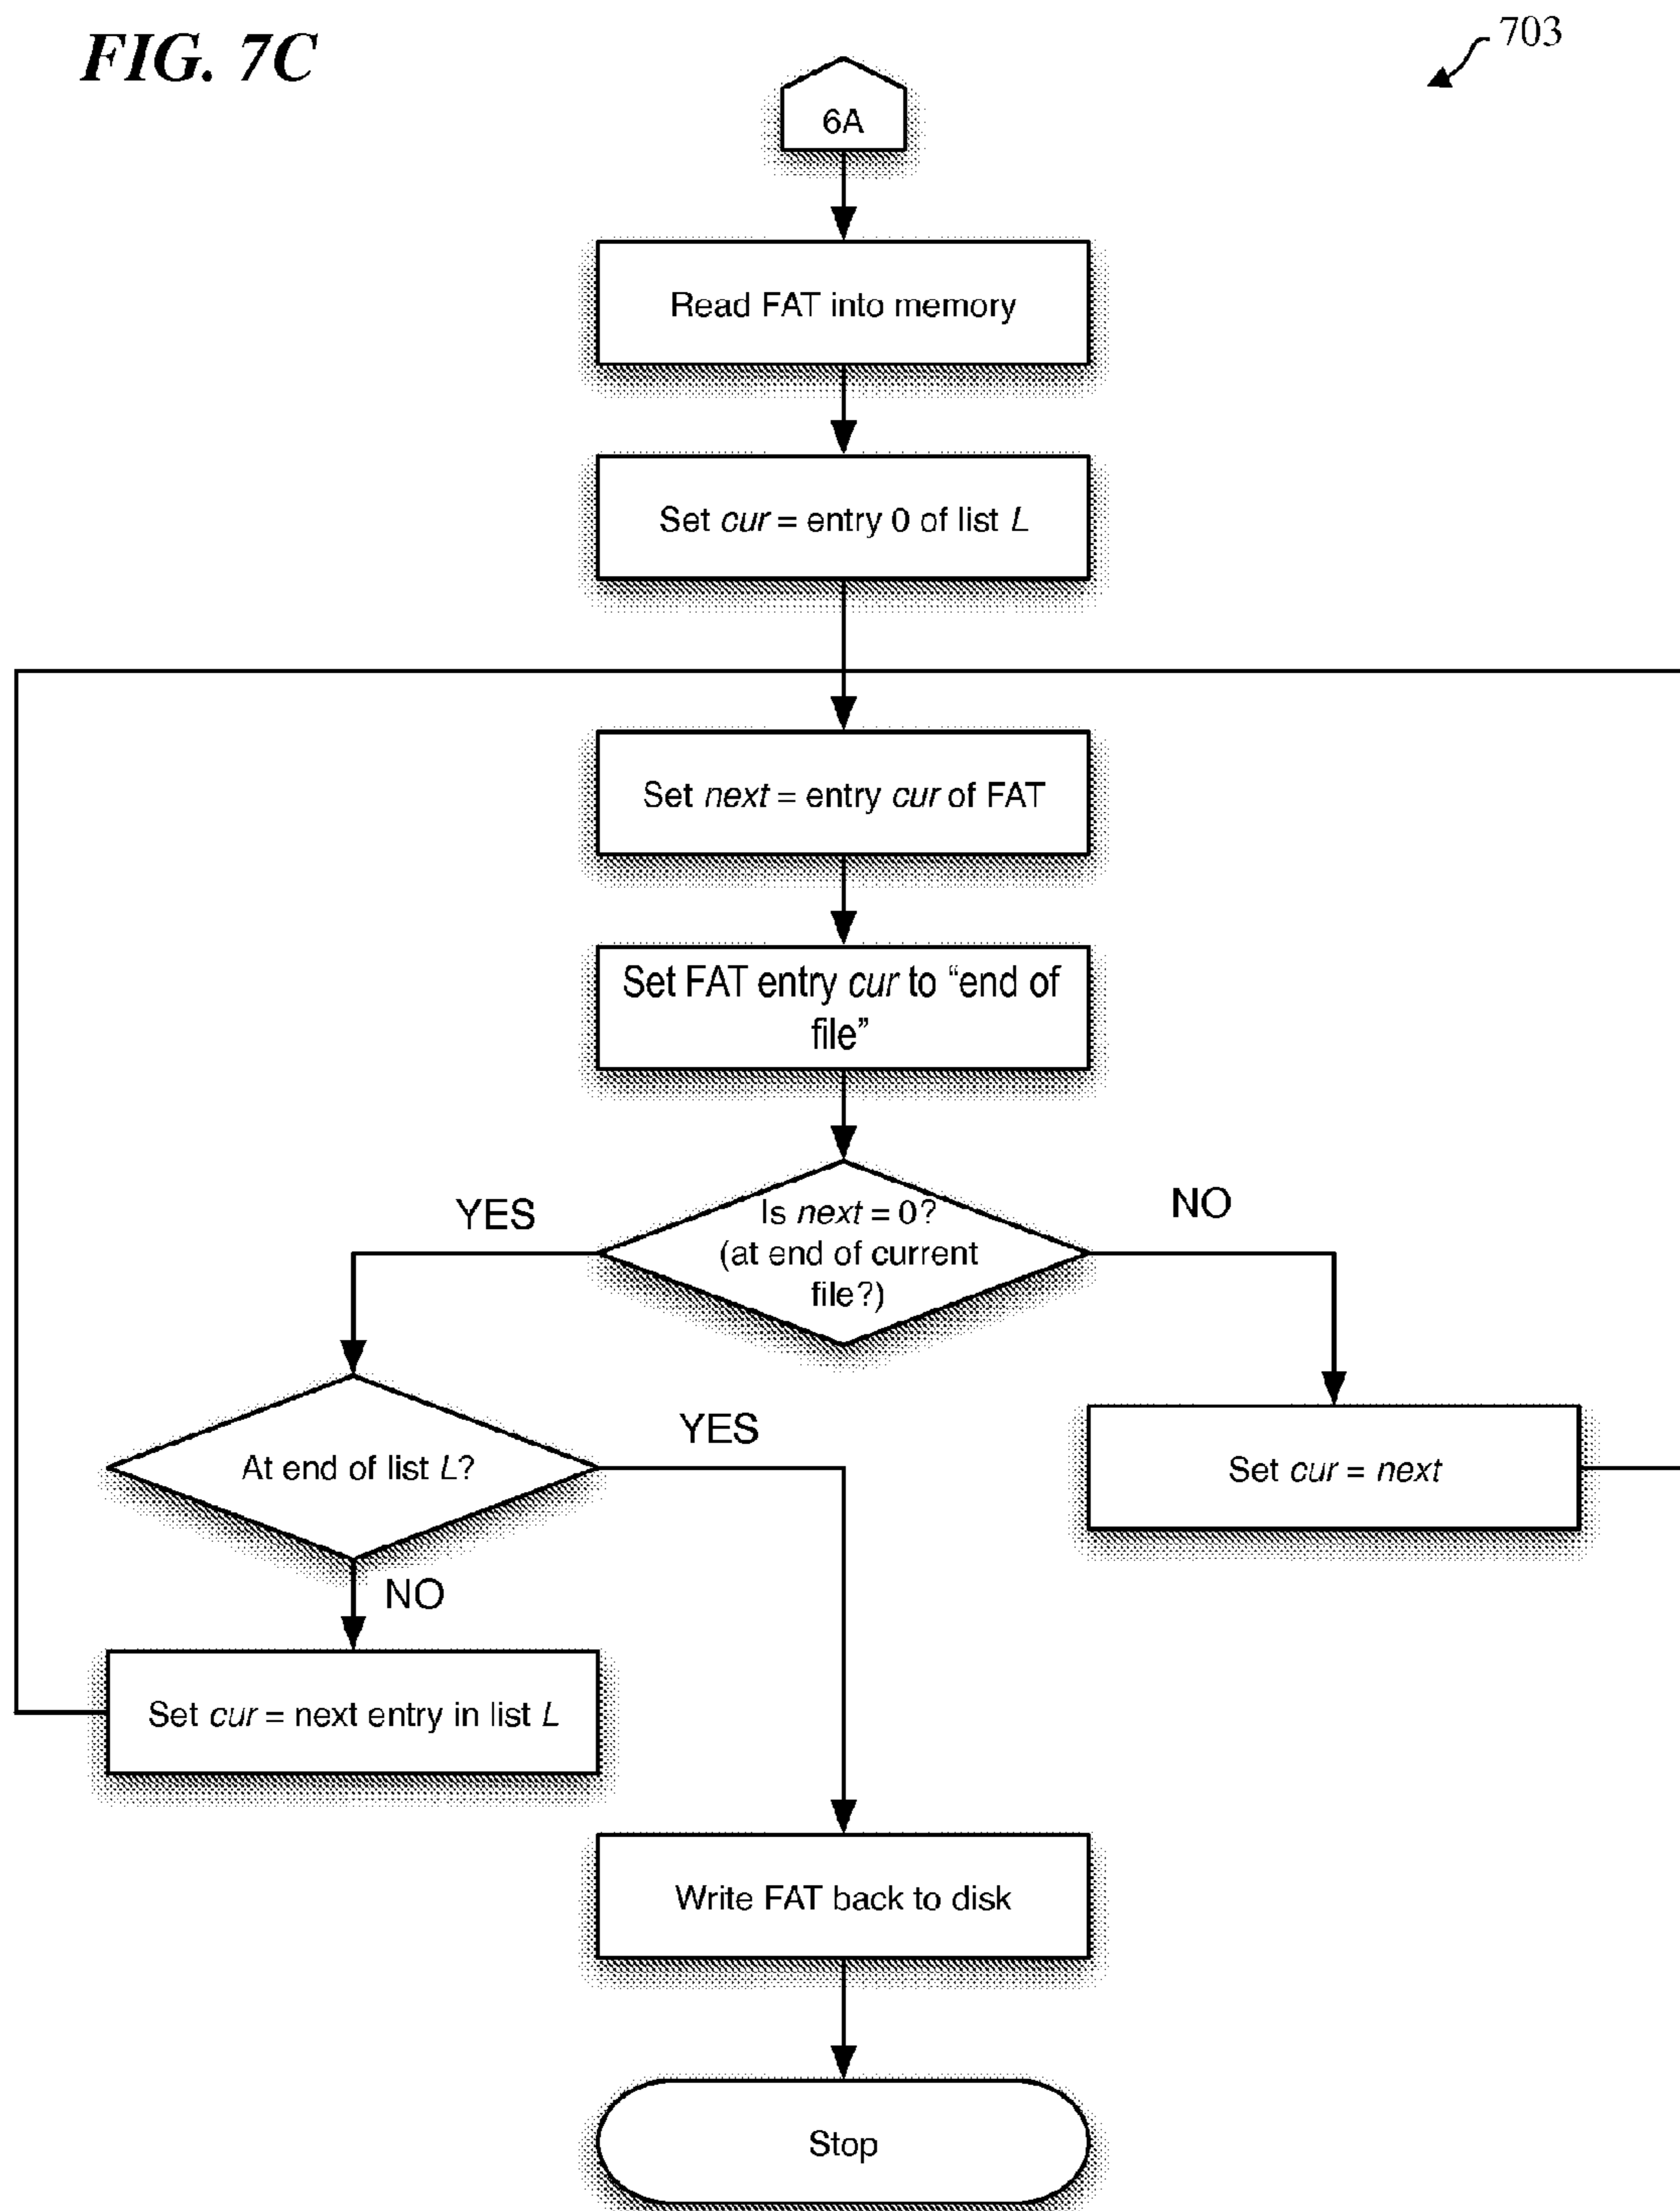 FIG. 7C
703
6A
Read FAT into memory
Set cur = entry 0 of list L
Set next = entry cur of FAT
Set FAT entry cur to “end of
file”
YES
NO
Is next = 0?
(at end of current
file?)
At end of list L?
YES
Set cur = next
NO
Set cur = next entry in list L
Write FAT back to disk
Stop